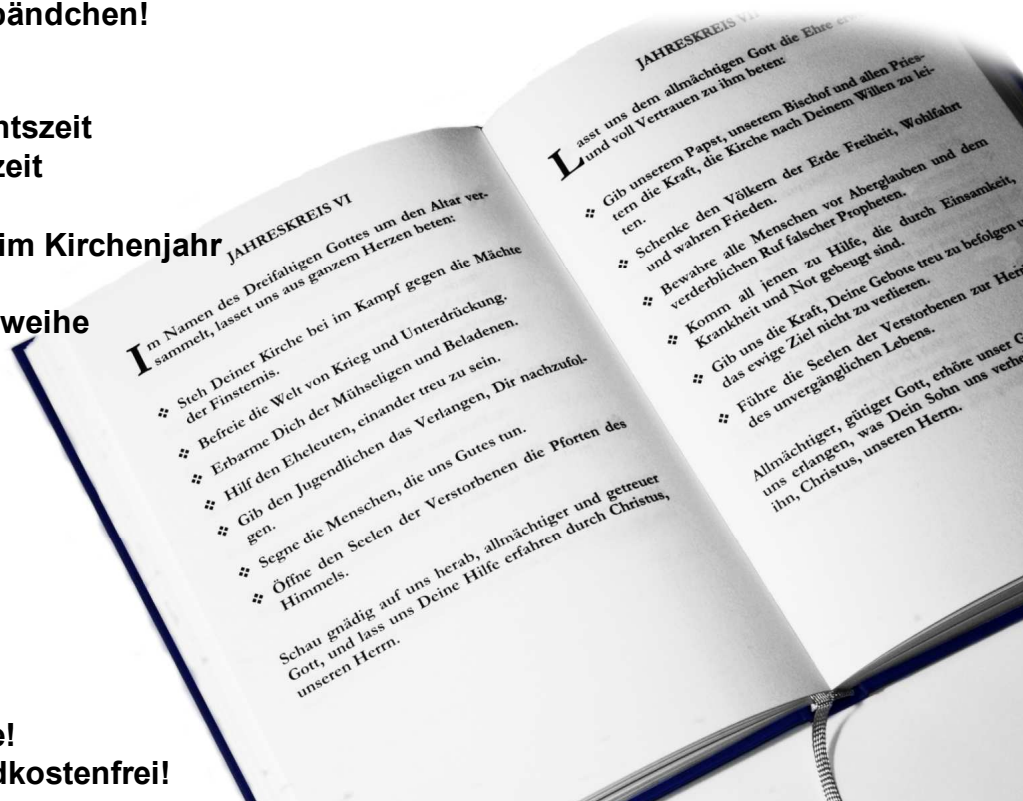 bändchen!
ntszeit
zeit
im Kirchenjahr
weihe
e!
dkostenfrei!
JAHRESKREIS VI
Im Namen des Dreifaltigen Gottes um den Altar ver-
sammelt, lasset uns aus ganzem Herzen beten:
Steh Deiner Kirche bei im Kampf gegen die Mächte
der Finsternis.
Befreie die Welt von Krieg und Unterdrückung.
Erbarme Dich der Mühseligen und Beladenen.
Hilf den Eheleuten, einander treu zu sein.
Gib den Jugendlichen das Verlangen, Dir nachzufol-
gen.
Segne die Menschen, die uns Gutes tun.
Öffne den Seelen der Verstorbenen die Pforten des
Himmels.
Schau gnädig auf uns herab, allmächtiger und getreuer
Gott, und lass uns Deine Hilfe erfahren durch Christus,
unseren Herrn.
JAHRESKREIS VII
Lasst uns dem allmächtigen Gott die Ehre
und voll Vertrauen zu ihm beten:
Gib unserem Papst, unserem Bischof und allen Pries-
tern die Kraft, die Kirche nach Deinem Willen zu lei-
ten.
Schenke den Völkern der Erde Freiheit, Wohlfahrt
und wahren Frieden.
Bewahre alle Menschen vor Aberglauben und dem
verderblichen Ruf falscher Propheten.
Komm all jenen zu Hilfe, die durch Einsamkeit,
Krankheit und Not gebeugt sind.
Gib uns die Kraft, Deine Gebote treu zu befolgen
das ewige Ziel nicht zu verlieren.
Führe die Seelen der Verstorbenen zur
des unvergänglichen Lebens.
Allmächtiger, gütiger Gott, erhöre unser
uns erlangen, was Dein Sohn uns
ihn, Christus, unseren Herrn.